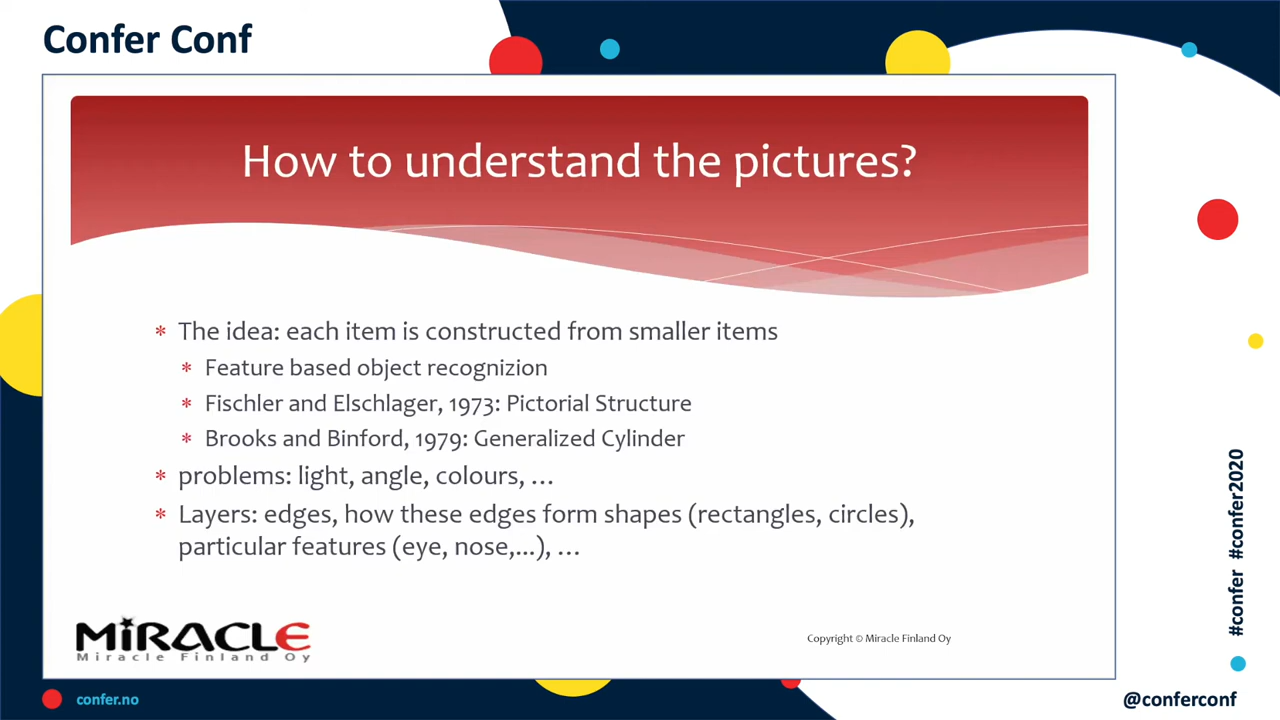 Confer Conf
How to understand the pictures?
* The idea: each item is constructed from smaller items
* Feature based object recognizion
* Fischler and Elschlager, 1973: Pictorial Structure
* Brooks and Binford, 1979: Generalized Cylinder
* problems: light, angle, colours, …
* Layers: edges, how these edges form shapes (rectangles, circles),
particular features (eye, nose,...), …
MIRACLE
Miracle Finland Oy
Copyright © Miracle Finland Oy
#confer #confer2020
confer.no
@conferconf